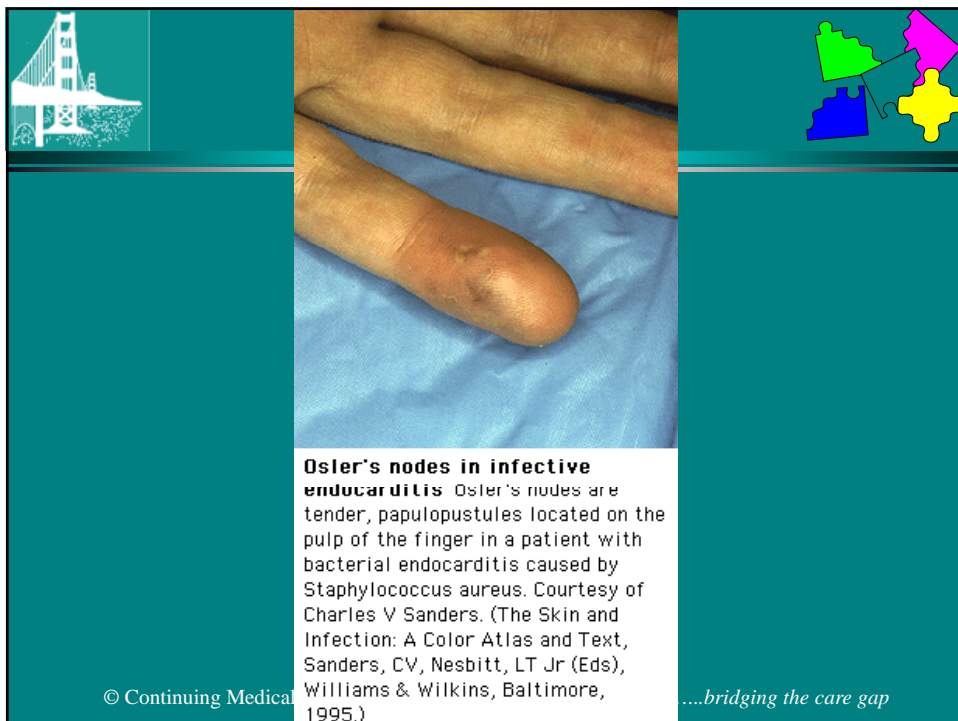 Osler's nodes in infective
endocarditis Osler's nodes are
tender, papulopustules located on the
pulp of the finger in a patient with
bacterial endocarditis caused by
Staphylococcus aureus. Courtesy of
Charles V Sanders. (The Skin and
Infection: A Color Atlas and Text,
Sanders, CV, Nesbitt, LT Jr (Eds),
Williams & Wilkins, Baltimore,
1995.)
© Continuing Medical ...bridging the care gap